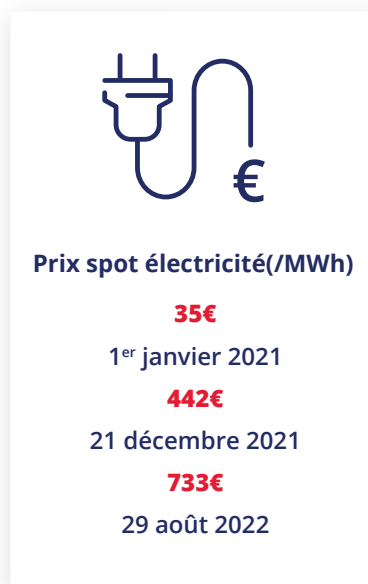 €
Prix spot électricité(/MWh)
35€
1er janvier 2021
442€
21 décembre 2021
733€
29 août 2022